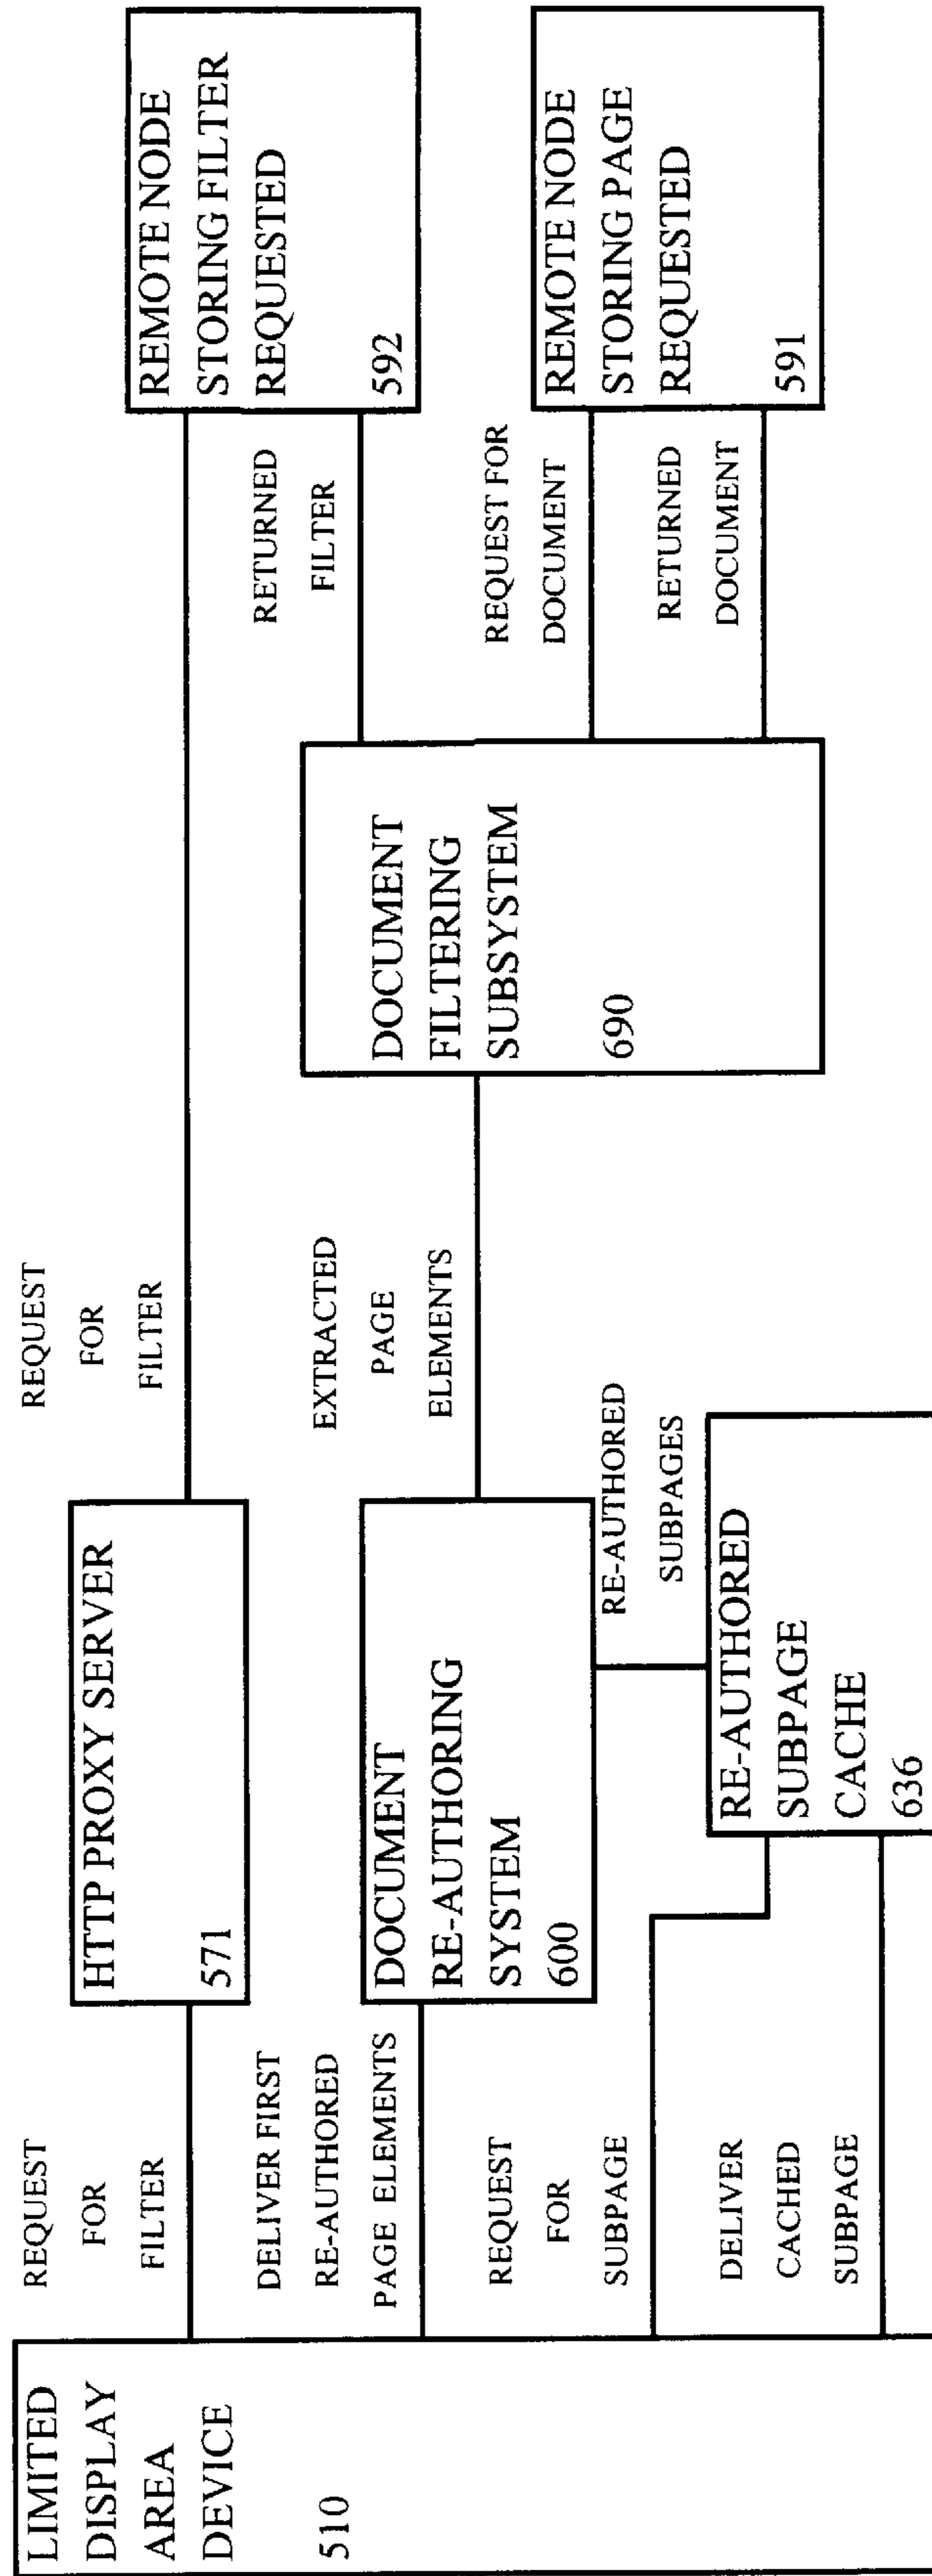 LIMITED
DISPLAY
AREA
DEVICE
510
REQUEST
FOR
FILTER
DELIVER FIRST
RE-AUTHORED
PAGE ELEMENTS
REQUEST
FOR
SUBPAGE
DELIVER
CACHED
SUBPAGE
HTTP PROXY SERVER
571
DOCUMENT
RE-AUTHORING
SYSTEM
600
RE-AUTHORED
SUBPAGES
RE-AUTHORED
SUBPAGE
CACHE
636
REQUEST
FOR
FILTER
EXTRACTED
PAGE
ELEMENTS
DOCUMENT
FILTERING
SUBSYSTEM
690
RETURNED
FILTER
REQUEST FOR
DOCUMENT
RETURNED
DOCUMENT
REMOTE NODE
STORING FILTER
REQUESTED
592
REMOTE NODE
STORING PAGE
REQUESTED
591